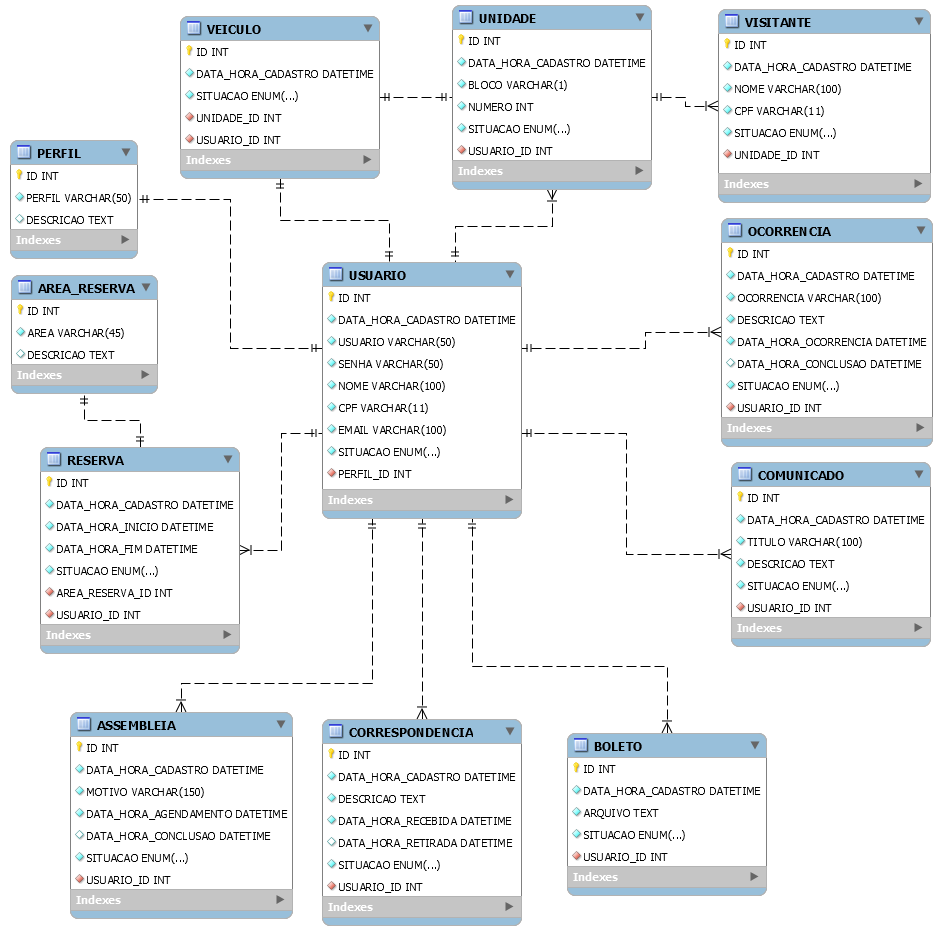 VEICULO
ID INT
DATA_HORA_CADASTRO DATETIME
SITUACAO ENUM(...)
UNIDADE_ID INT
USUARIO_ID INT
Indexes
UNIDADE
ID INT
DATA_HORA_CADASTRO DATETIME
BLOCO VARCHAR(1)
NUMERO INT
SITUACAO ENUM(...)
USUARIO_ID INT
Indexes
VISITANTE
ID INT
DATA_HORA_CADASTRO DATETIME
NOME VARCHAR(100)
CPF VARCHAR(11)
SITUACAO ENUM(...)
UNIDADE_ID INT
Indexes
PERFIL
ID INT
PERFIL VARCHAR(50)
DESCRICAO TEXT
Indexes
AREA_RESERVA
ID INT
AREA VARCHAR(45)
DESCRICAO TEXT
Indexes
USUARIO
ID INT
DATA_HORA_CADASTRO DATETIME
USUARIO VARCHAR(50)
SENHA VARCHAR(50)
NOME VARCHAR(100)
CPF VARCHAR(11)
EMAIL VARCHAR(100)
SITUACAO ENUM(...)
PERFIL_ID INT
Indexes
OCORRENCIA
ID INT
DATA_HORA_CADASTRO DATETIME
OCORRENCIA VARCHAR(100)
DESCRICAO TEXT
DATA_HORA_OCORRENCIA DATETIME
DATA_HORA_CONCLUSAO DATETIME
SITUACAO ENUM(...)
USUARIO_ID INT
Indexes
RESERVA
ID INT
DATA_HORA_CADASTRO DATETIME
DATA_HORA_INICIO DATETIME
DATA_HORA_FIM DATETIME
SITUACAO ENUM(...)
AREA_RESERVA_ID INT
USUARIO_ID INT
Indexes
COMUNICADO
ID INT
DATA_HORA_CADASTRO DATETIME
TITULO VARCHAR(100)
DESCRICAO TEXT
SITUACAO ENUM(...)
USUARIO_ID INT
Indexes
ASSEMBLEIA
ID INT
DATA_HORA_CADASTRO DATETIME
MOTIVO VARCHAR(150)
DATA_HORA_AGENDAMENTO DATETIME
DATA_HORA_CONCLUSAO DATETIME
SITUACAO ENUM(...)
USUARIO_ID INT
Indexes
CORRESPONDENCIA
ID INT
DATA_HORA_CADASTRO DATETIME
DESCRICAO TEXT
DATA_HORA_RECEBIDA DATETIME
DATA_HORA_RETIRADA DATETIME
SITUACAO ENUM(...)
USUARIO_ID INT
Indexes
BOLETO
ID INT
DATA_HORA_CADASTRO DATETIME
ARQUIVO TEXT
SITUACAO ENUM(...)
USUARIO_ID INT
Indexes